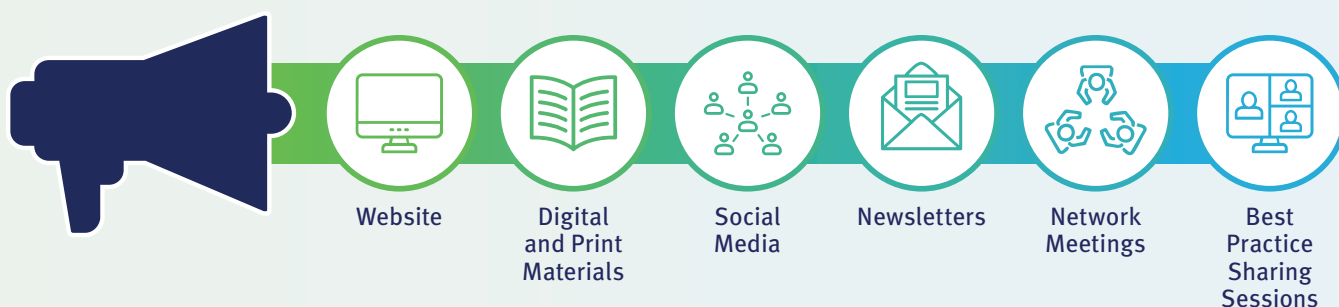 Website
Digital
and Print
Materials
Social
Media
Newsletters
Network
Meetings
Best
Practice
Sharing
Sessions